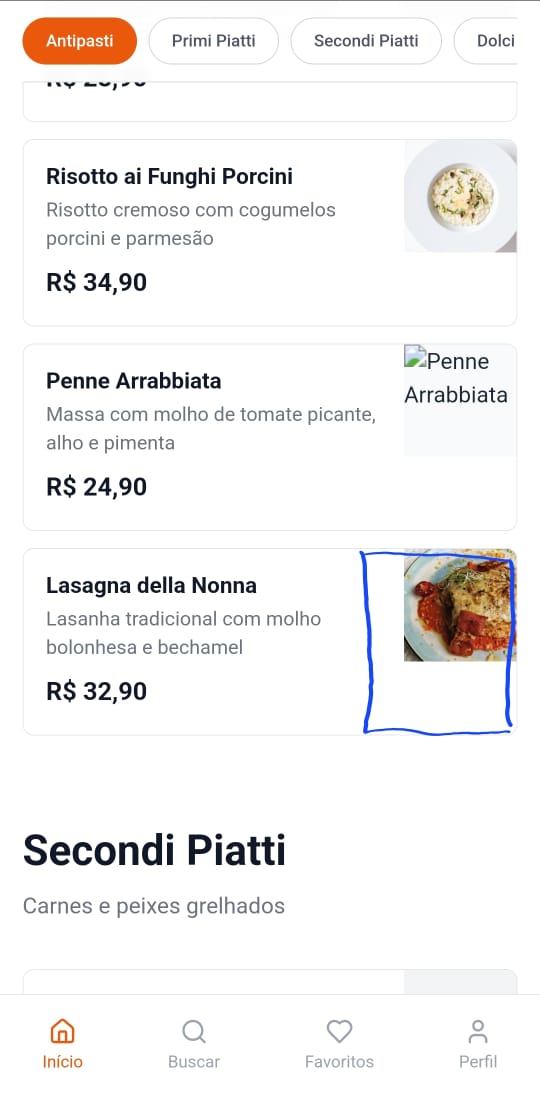 Antipasti
Primi Piatti
Secondi Piatti
Dolci
Risotto ai Funghi Porcini
Risotto cremoso com cogumelos
porcini e parmesão
R$ 34,90
Penne Arrabbiata
Massa com molho de tomate picante,
alho e pimenta
R$ 24,90
Penne
Arrabbiata
Lasagna della Nonna
Lasanha tradicional com molho
bolonhesa e bechamel
R$ 32,90
Secondi Piatti
Carnes e peixes grelhados
Início
Buscar
Favoritos
Perfil